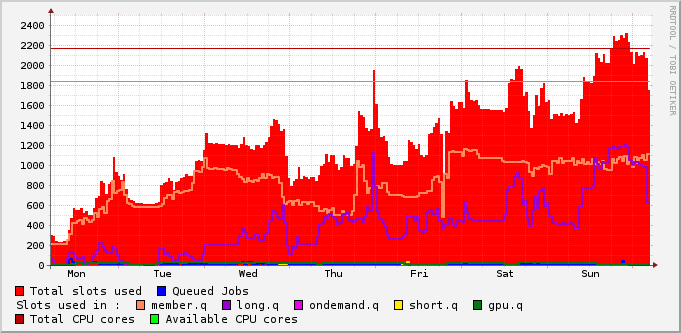 2400
2200
2000
1800
1600
1400
1200
1000
800
600
400
200
0
Mon Tue Wed Thu Fri Sat Sun
Total slots used Queued Jobs
Slots used in : member.q long.q ondemand.q short.q gpu.q
Total CPU cores Available CPU cores
RRDTOOL / TOBI OETIKER